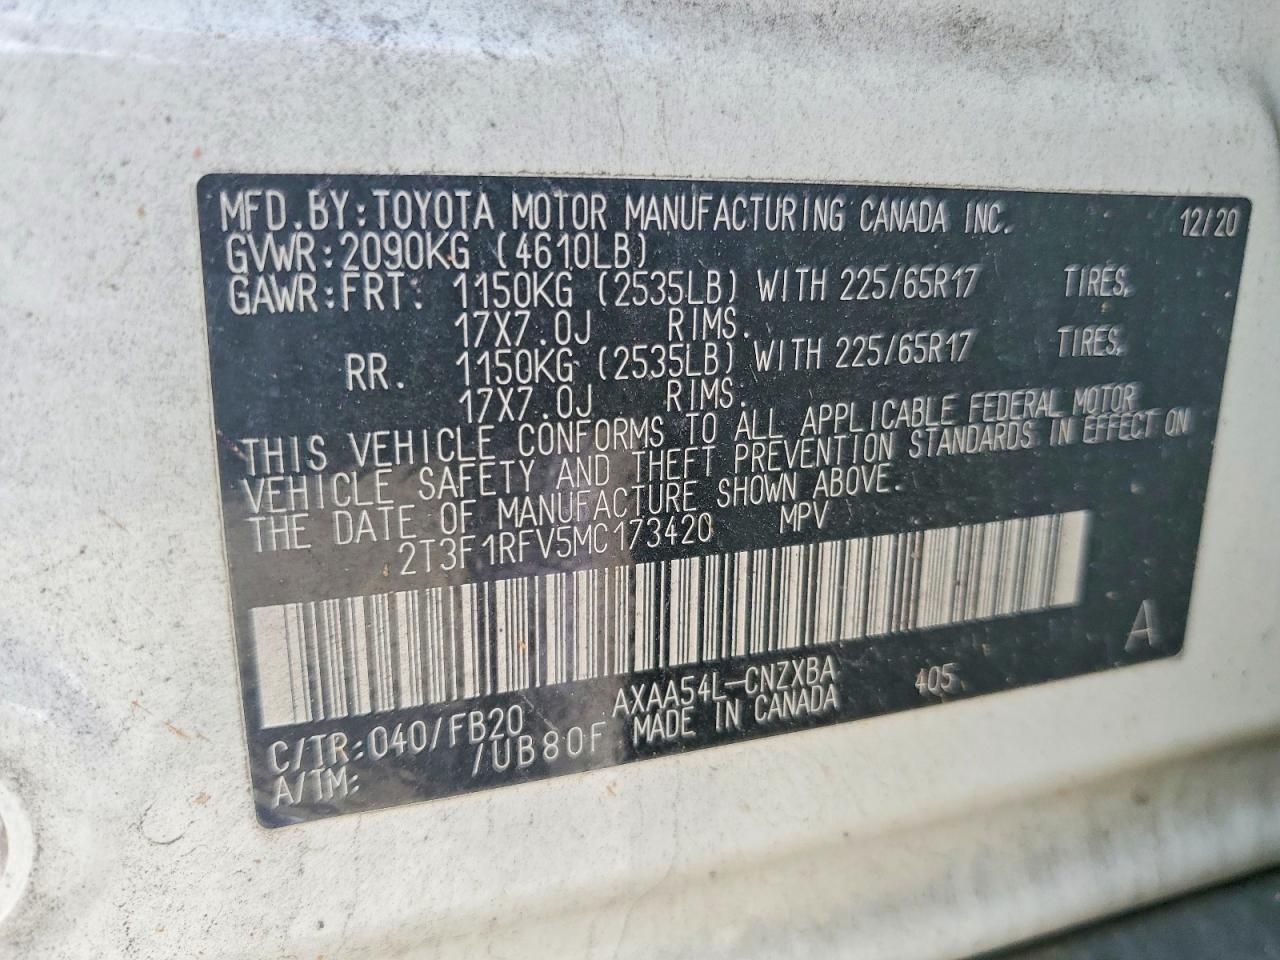 MFD.BY:TOYOTA MOTOR MANUFACTURING CANADA INC. 12/20
GVWR:2090KG (4610LB)
GAWR:FRT: 1150KG (2535LB) WITH 225/65R17 TIRES,
17X7.0J RIMS.
RR. 1150KG (2535LB) WITH 225/65R17 TIRES,
17X7.0J RIMS.
THIS VEHICLE CONFORMS TO ALL APPLICABLE FEDERAL MOTOR
VEHICLE SAFETY AND THEFT PREVENTION STANDARDS IN EFFECT ON
THE DATE OF MANUFACTURE SHOWN ABOVE.
2T3F1RFV5MC173420 MPV
A
C/TR:040/FB20 AXAA54L-CNZXBA 405
A/TM: /UB80F MADE IN CANADA